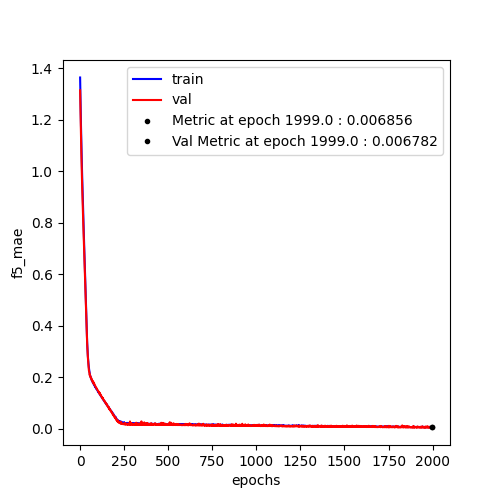 train
val
Metric at epoch 1999.0 : 0.006856
Val Metric at epoch 1999.0 : 0.006782
1.4
1.2
1.0
0.8
0.6
0.4
0.2
0.0
f5_mae
0 250 500 750 1000 1250 1500 1750 2000
epochs